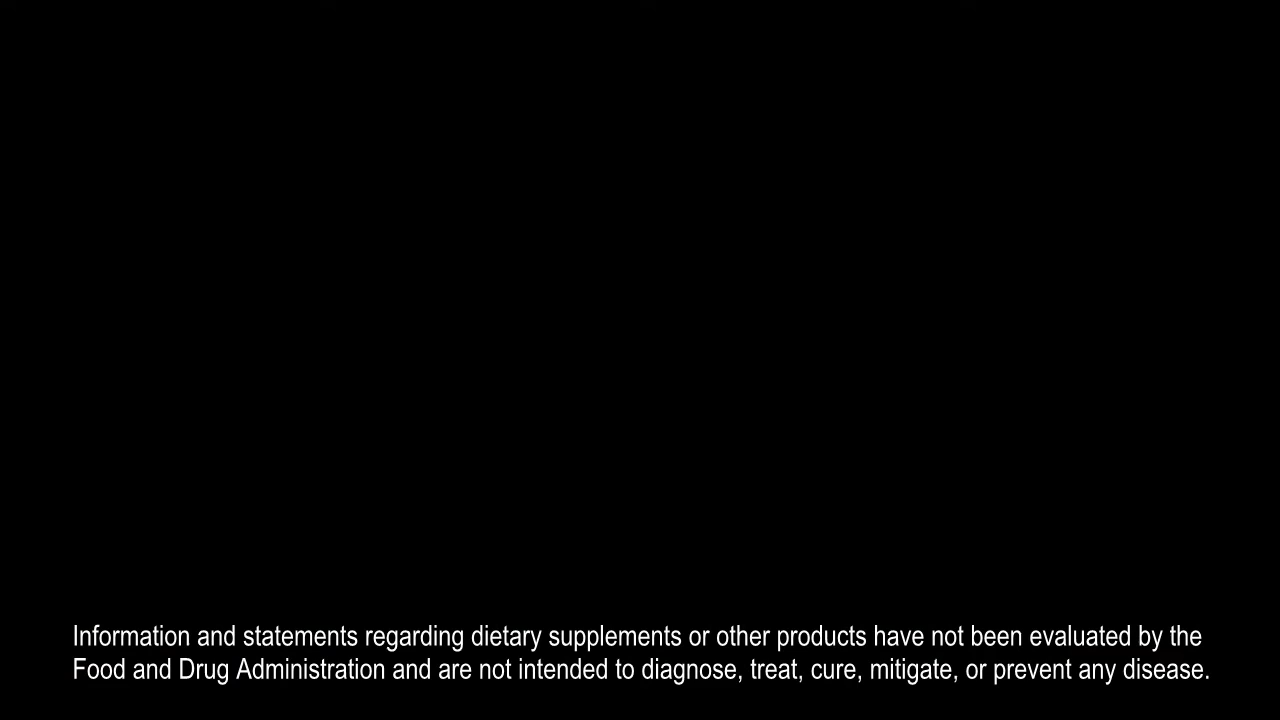 Information and statements regarding dietary supplements or other products have not been evaluated by the
Food and Drug Administration and are not intended to diagnose, treat, cure, mitigate, or prevent any disease.